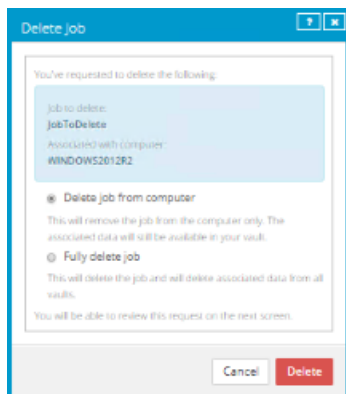 Delete Job
? ×
You've requested to delete the following:
Job to delete:
JobToDelete
Associated with computer:
WINDOWS2012R2
Delete job from computer
This will remove the job from the computer only. The
associated data will still be available in your vault.
Fully delete job
This will delete the job and will delete associated data from all
vaults.
You will be able to review this request on the next screen.
Cancel Delete